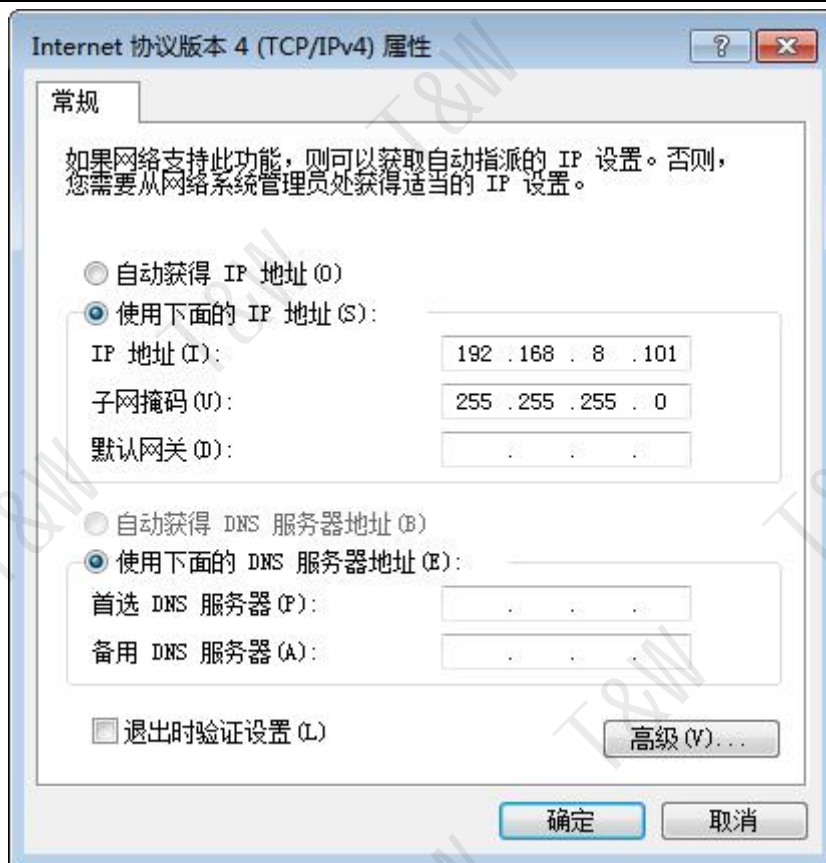 Internet 协议版本 4 (TCP/IPv4) 属性
常规
如果网络支持此功能，则可以获取自动指派的 IP 设置。否则，
您需要从网络系统管理员处获得适当的 IP 设置。
自动获得 IP 地址(O)
使用下面的 IP 地址(S):
IP 地址(I): 192 .168 . 8 .101
子网掩码(U): 255 .255 .255 . 0
默认网关(D): . . .
自动获得 DNS 服务器地址(B)
使用下面的 DNS 服务器地址(E):
首选 DNS 服务器(P): . . .
备用 DNS 服务器(A): . . .
退出时验证设置(L)
高级(V)...
确定 取消
T&W
T&W
T&W
T&W